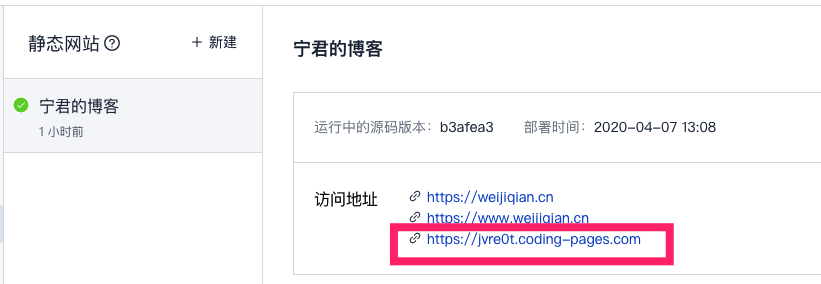 静态网站
+ 新建
宁君的博客
1 小时前
宁君的博客
运行中的源码版本：b3afea3 部署时间：2020-04-07 13:08
访问地址
https://weijiqian.cn
https://www.weijiqian.cn
https://jvre0t.coding-pages.com